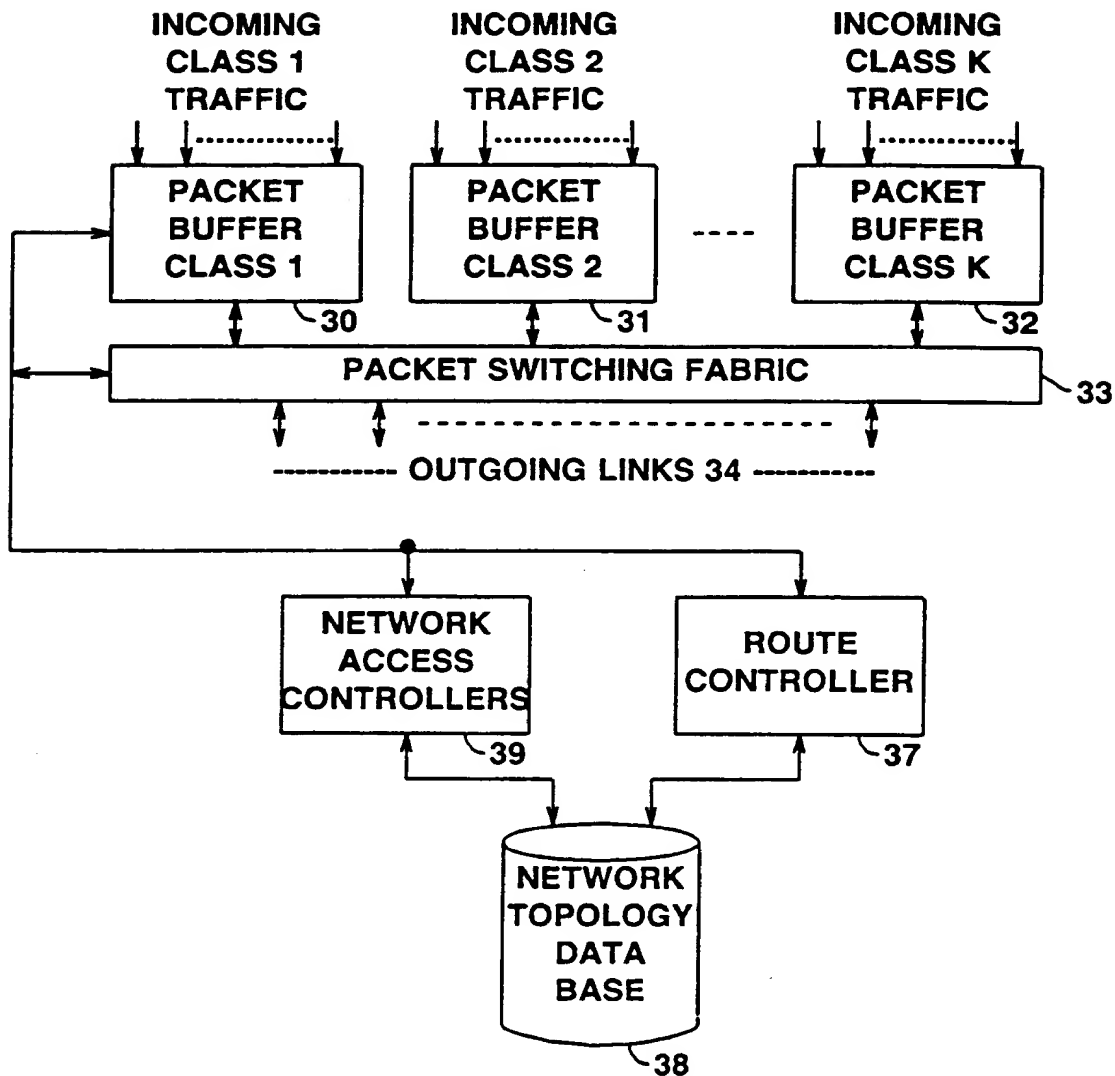 INCOMING
CLASS 1
TRAFFIC
INCOMING
CLASS 2
TRAFFIC
INCOMING
CLASS K
TRAFFIC
PACKET
BUFFER
CLASS 1
30
PACKET
BUFFER
CLASS 2
31
PACKET
BUFFER
CLASS K
32
PACKET SWITCHING FABRIC
33
OUTGOING LINKS 34
NETWORK
ACCESS
CONTROLLERS
39
ROUTE
CONTROLLER
37
NETWORK
TOPOLOGY
DATA
BASE
38